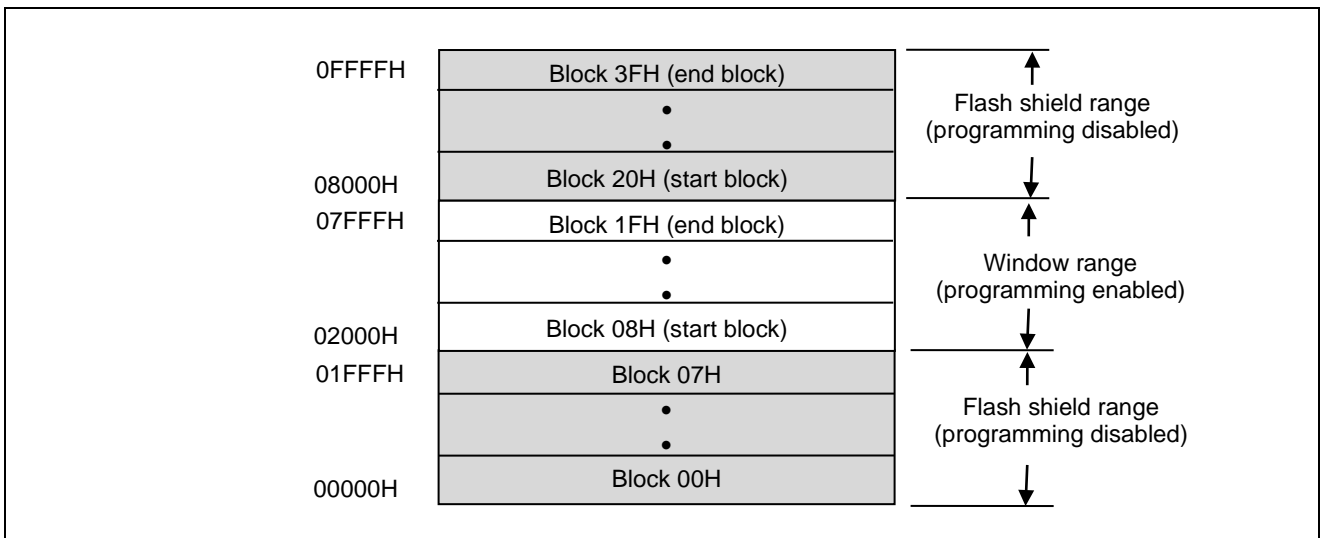 0FFFFH
Block 3FH (end block)
•
•
Flash shield range
(programming disabled)
08000H
Block 20H (start block)
07FFFH
Block 1FH (end block)
•
•
Window range
(programming enabled)
02000H
Block 08H (start block)
01FFFH
Block 07H
•
•
Flash shield range
(programming disabled)
00000H
Block 00H